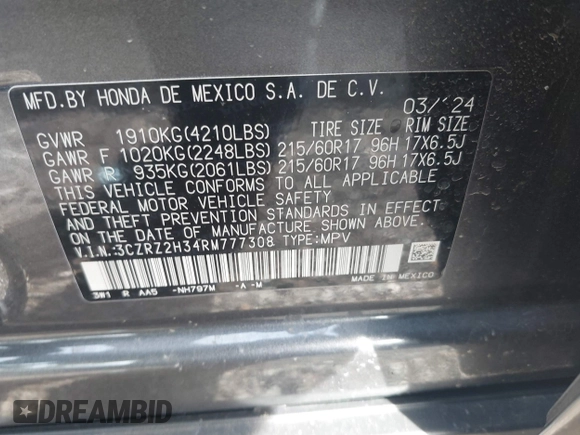 MFD.BY HONDA DE MEXICO S.A. DE C.V.
03/'24
TIRE SIZE RIM SIZE
GVWR 1910KG(4210LBS)
GAWR F 1020KG(2248LBS) 215/60R17 96H 17X6.5J
GAWR R 935KG(2061LBS) 215/60R17 96H 17X6.5J
THIS VEHICLE CONFORMS TO ALL APPLICABLE
FEDERAL MOTOR VEHICLE SAFETY, BUMPER,
AND THEFT PREVENTION STANDARDS IN EFFECT
ON THE DATE OF MANUFACTURE SHOWN ABOVE.
V.I.N.:3CZRZ2H34RM777308 TYPE:MPV
3W1 R AAS -NH797M -A -M
MADE IN MEXICO
DREAMBID